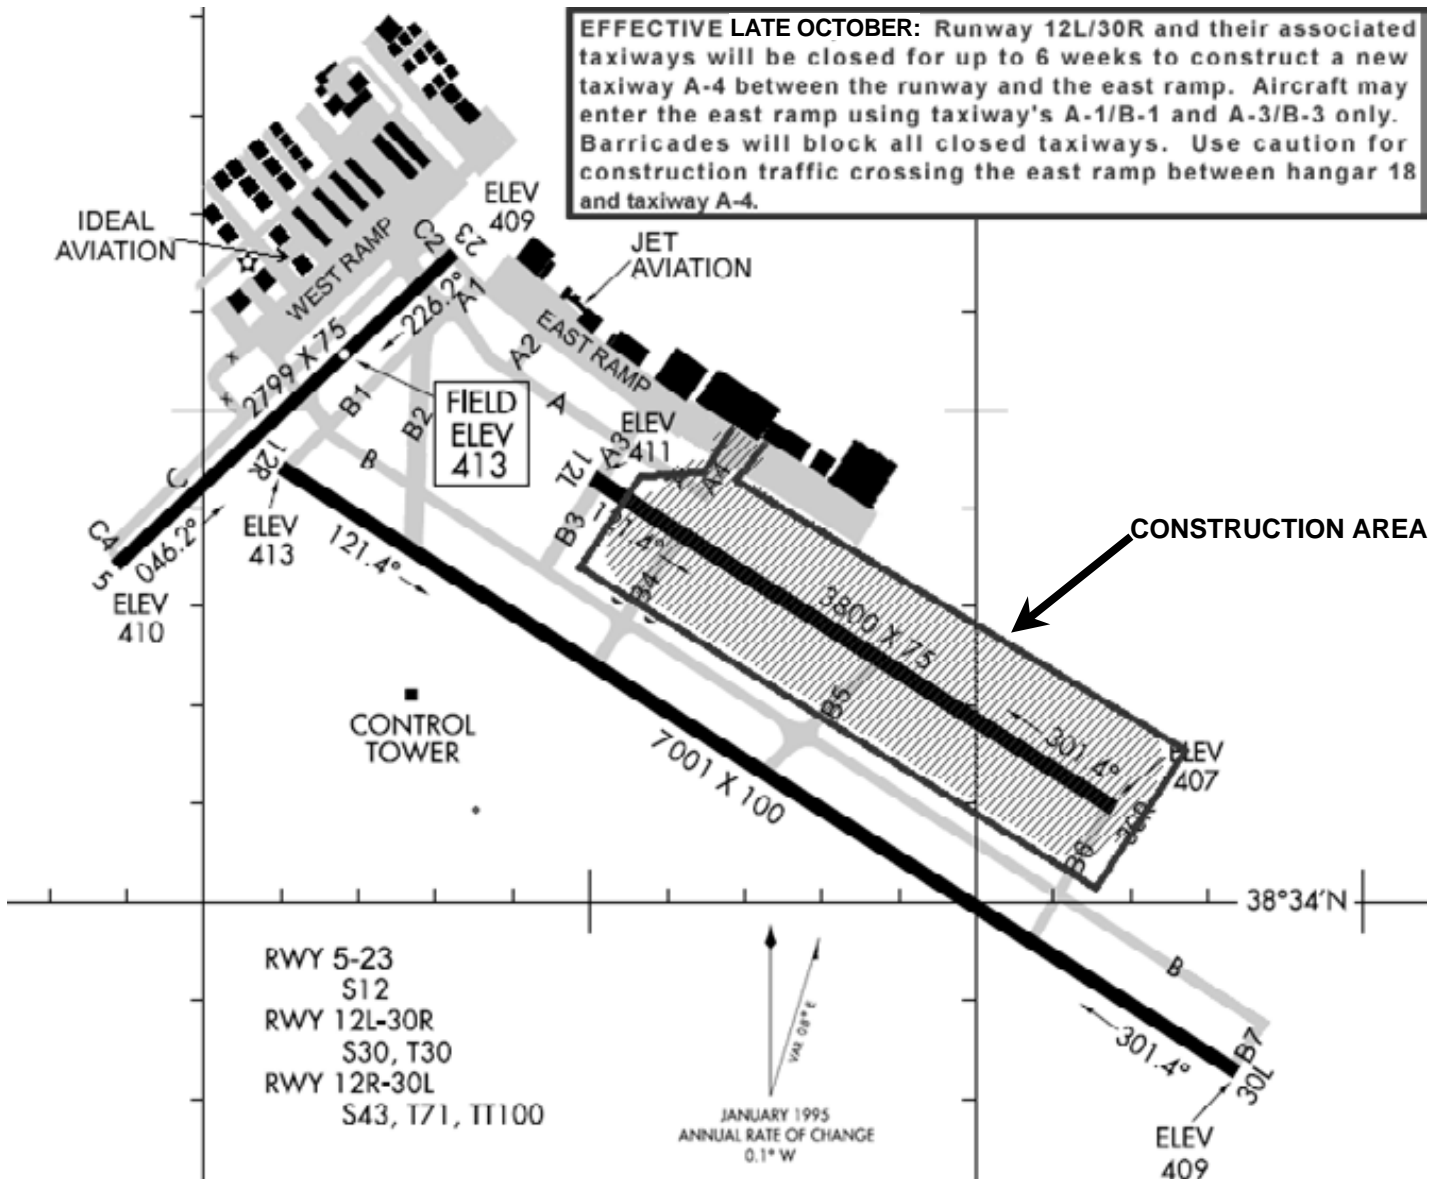 EFFECTIVE LATE OCTOBER: Runway 12L/30R and their associated
taxiways will be closed for up to 6 weeks to construct a new
taxiway A-4 between the runway and the east ramp. Aircraft may
enter the east ramp using taxiway's A-1/B-1 and A-3/B-3 only.
Barricades will block all closed taxiways. Use caution for
construction traffic crossing the east ramp between hangar 18
and taxiway A-4.
ELEV
409
IDEAL
AVIATION
JET
AVIATION
WEST RAMP
C2
23
A1
226.2°
EAST RAMP
A2
2799 X 75
x
x
B1
B2
A
FIELD
ELEV
413
ELEV
411
A3
12L
A
A4
12R
B
C
C4
5
046.2°
ELEV
413
ELEV
410
121.4°
B3
121.4°
B4
CONSTRUCTION AREA
3800 X 75
B5
CONTROL
TOWER
7001 X 100
301.4°
ELEV
407
B6
38°34'N
RWY 5-23
S12
RWY 12L-30R
S30, T30
RWY 12R-30L
S43, T71, TT100
VAR 08° E
JANUARY 1995
ANNUAL RATE OF CHANGE
0.1° W
B
301.4°
B7
30L
ELEV
409